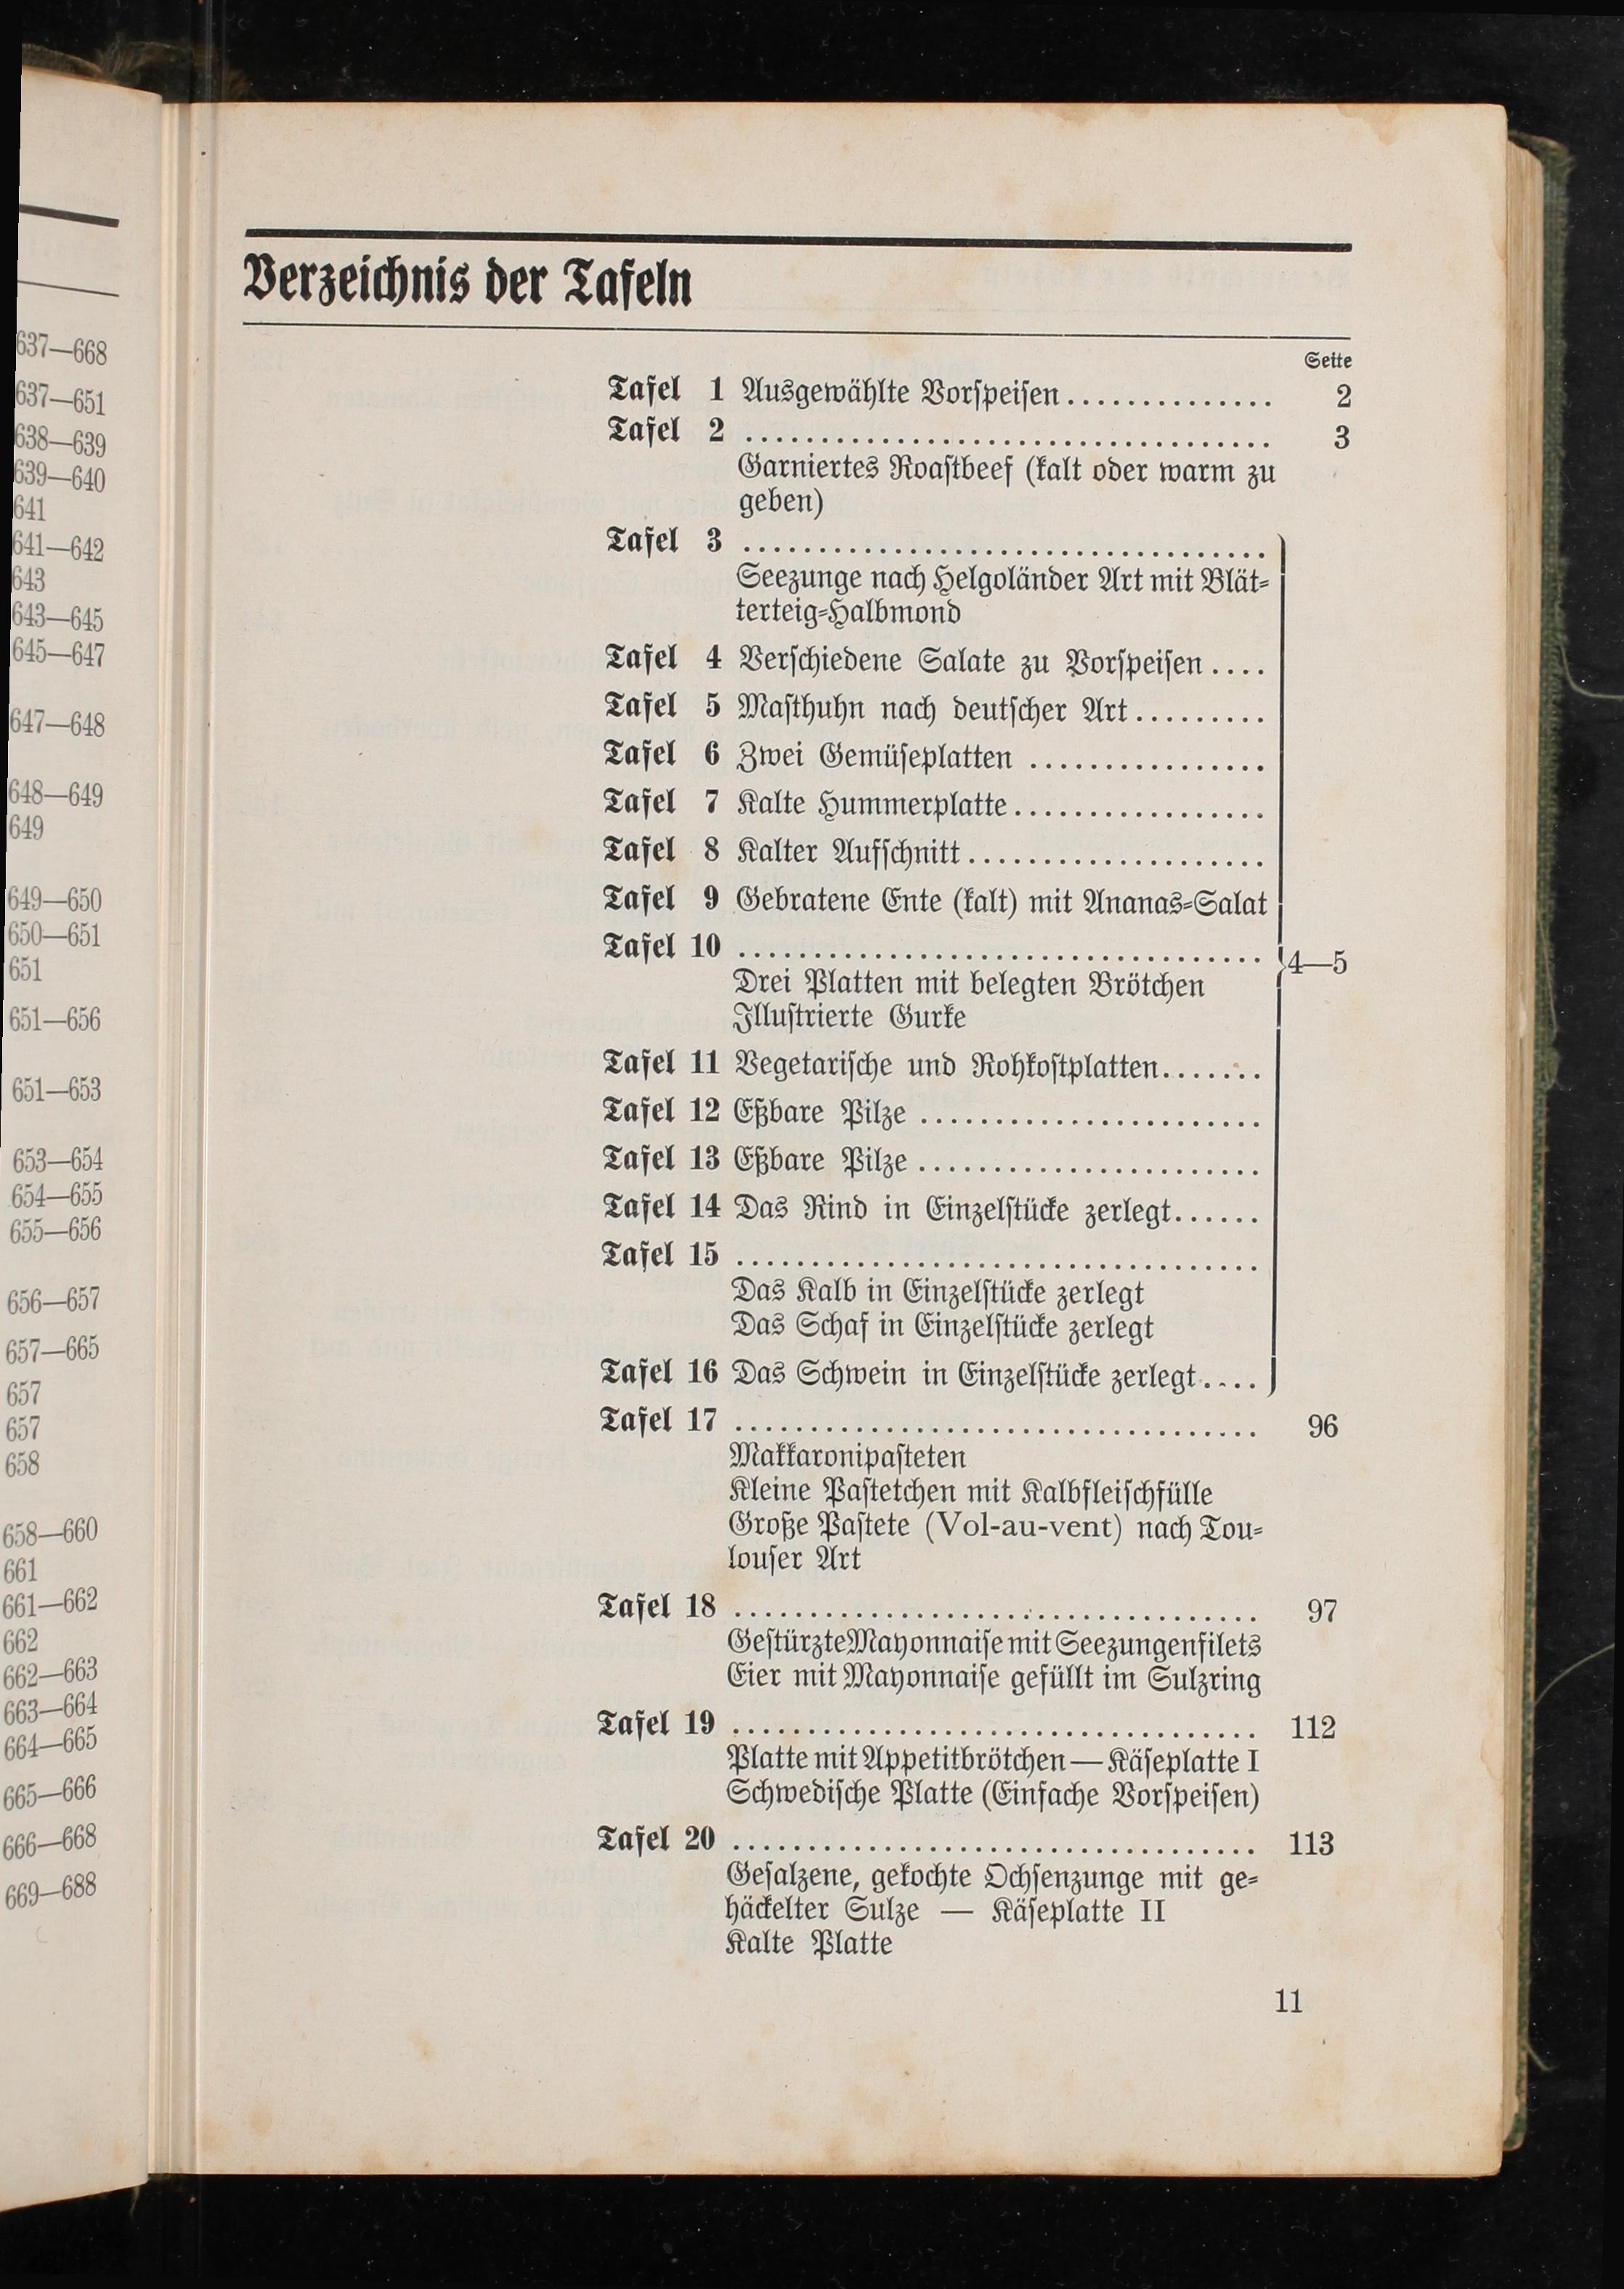 637—668
637—651
638—639
639—640
641
641—642
643
643—645
645—647
647—648
648—649
649
649—650
650—651
651
651—656
651—653
653—654
654—655
655—656
656—657
657—665
657
657
658
658—660
661
661—662
662
662—663
663—664
664—665
665—666
666—668
669—688
Verzeichnis der Tafeln
Seite
Tafel 1 Ausgewählte Vorspeisen.............. 2
Tafel 2 ................................... 3
Garniertes Roastbeef (kalt oder warm zu
geben)
Tafel 3 ...................................
Seezunge nach Helgoländer Art mit Blät-
terteig-Halbmond
Tafel 4 Verschiedene Salate zu Vorspeisen....
Tafel 5 Masthuhn nach deutscher Art.........
Tafel 6 Zwei Gemüseplatten ................
Tafel 7 Kalte Hummerplatte.................
Tafel 8 Kalter Aufschnitt....................
Tafel 9 Gebratene Ente (kalt) mit Ananas-Salat
Tafel 10 ................................... 4—5
Drei Platten mit belegten Brötchen
Illustrierte Gurke
Tafel 11 Vegetarische und Rohkostplatten.......
Tafel 12 Eßbare Pilze .......................
Tafel 13 Eßbare Pilze .......................
Tafel 14 Das Rind in Einzelstücke zerlegt......
Tafel 15 ...................................
Das Kalb in Einzelstücke zerlegt
Das Schaf in Einzelstücke zerlegt
Tafel 16 Das Schwein in Einzelstücke zerlegt....
Tafel 17 ................................... 96
Makkaronipasteten
Kleine Pastetchen mit Kalbfleischfülle
Große Pastete (Vol-au-vent) nach Tou-
louser Art
Tafel 18 ................................... 97
Gestürzte Mayonnaise mit Seezungenfilets
Eier mit Mayonnaise gefüllt im Sulzring
Tafel 19 ................................... 112
Platte mit Appetitbrötchen — Käseplatte I
Schwedische Platte (Einfache Vorspeisen)
Tafel 20 ................................... 113
Gesalzene, gekochte Ochsenzunge mit ge-
häckelter Sulze — Käseplatte II
Kalte Platte
11